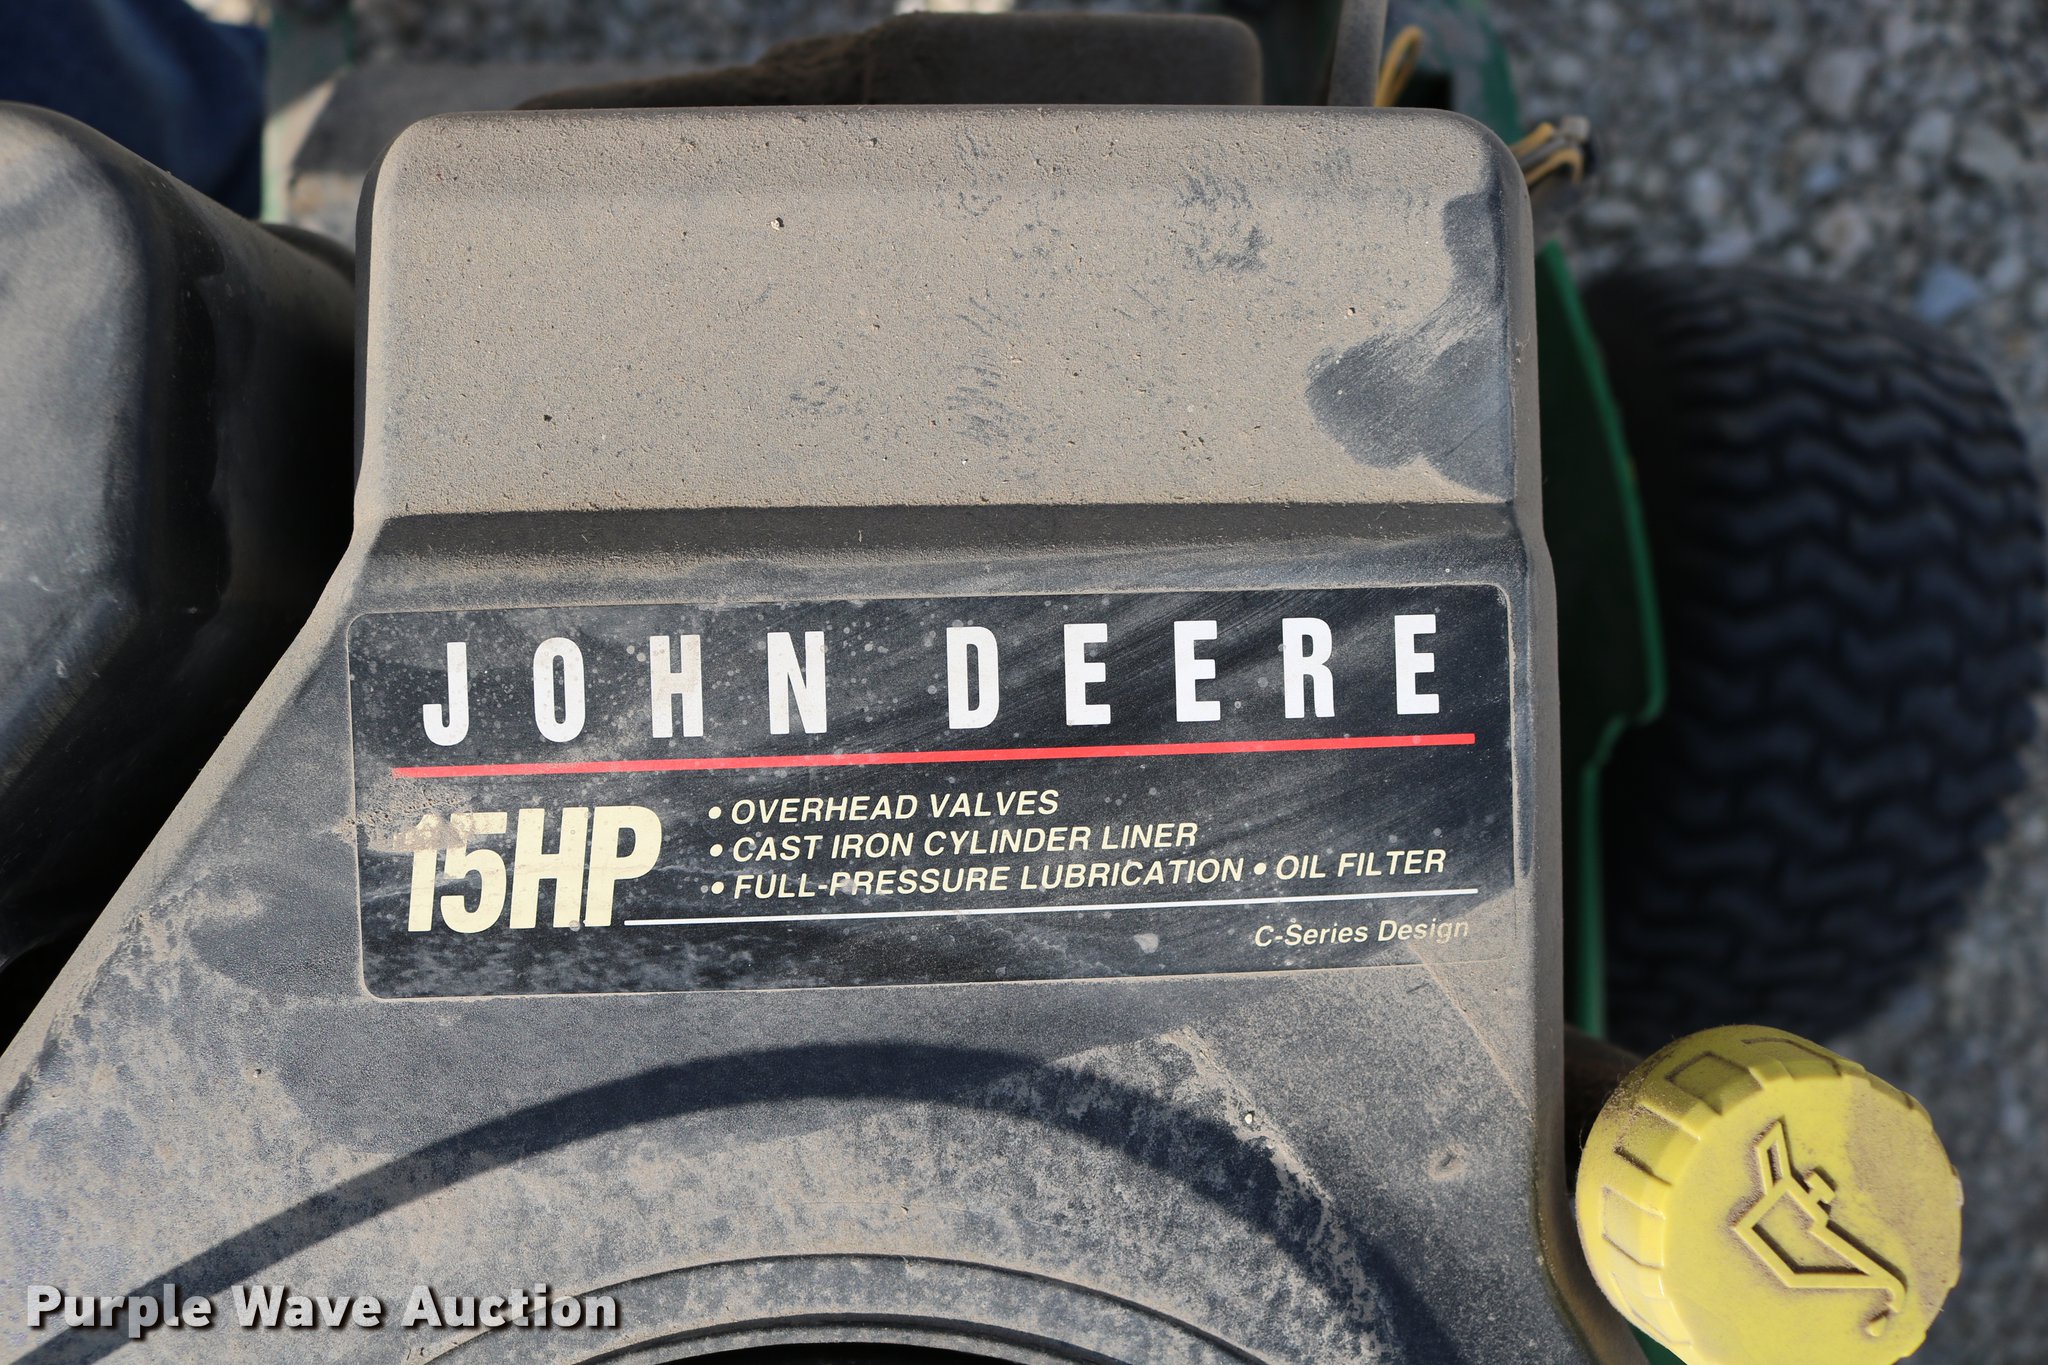 JOHN DEERE
15HP
• OVERHEAD VALVES
• CAST IRON CYLINDER LINER
• FULL-PRESSURE LUBRICATION • OIL FILTER
C-Series Design
Purple Wave Auction